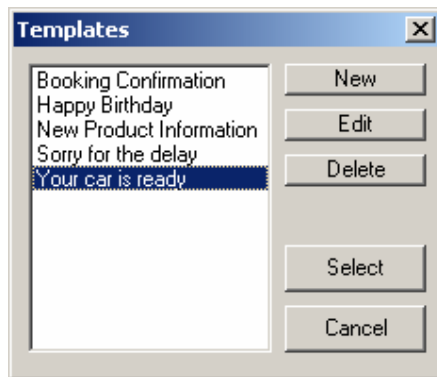 Templates
Booking Confirmation
Happy Birthday
New Product Information
Sorry for the delay
Your car is ready
New
Edit
Delete
Select
Cancel